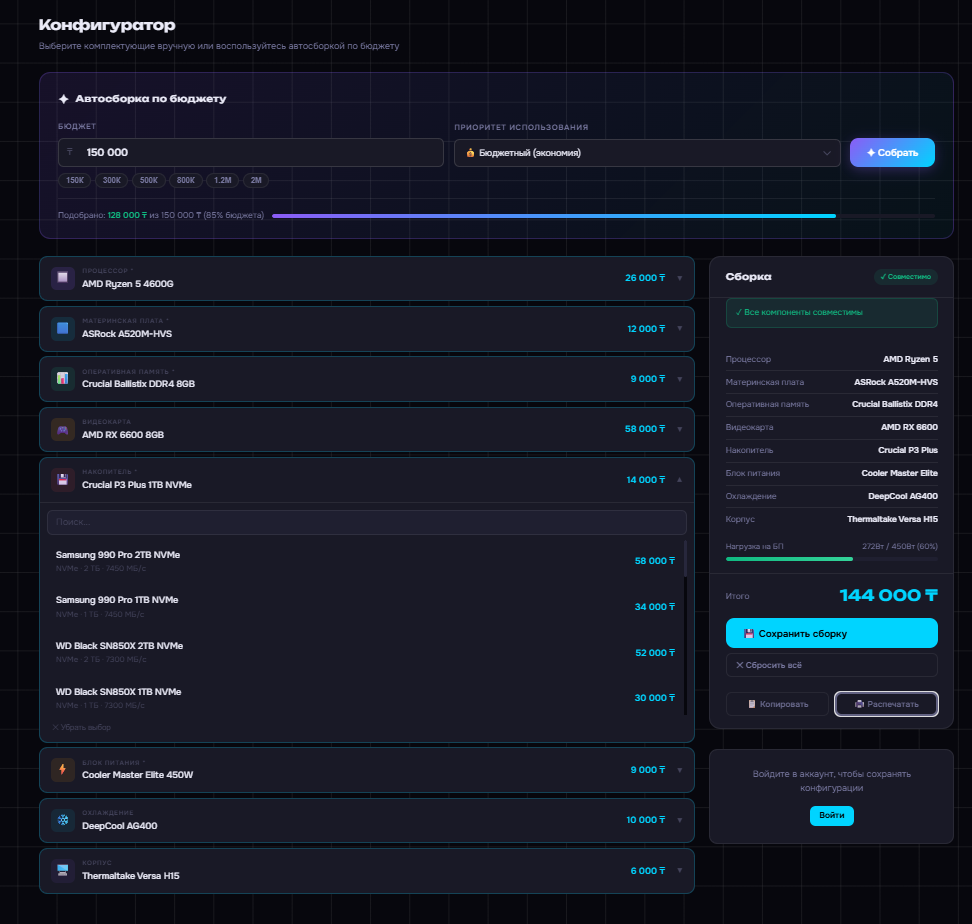 Конфигуратор
Выберите комплектующие вручную или воспользуйтесь автосборкой по бюджету
✦ Автосборка по бюджету
БЮДЖЕТ
₸ 150 000
150K 300K 500K 800K 1.2M 2M
ПРИОРИТЕТ ИСПОЛЬЗОВАНИЯ
Бюджетный (экономия)
✦ Собрать
Подобрано: 128 000 ₸ из 150 000 ₸ (85% бюджета)
ПРОЦЕССОР *
AMD Ryzen 5 4600G
26 000 ₸ ▼
МАТЕРИНСКАЯ ПЛАТА *
ASRock A520M-HVS
12 000 ₸ ▼
ОПЕРАТИВНАЯ ПАМЯТЬ *
Crucial Ballistix DDR4 8GB
9 000 ₸ ▼
ВИДЕОКАРТА
AMD RX 6600 8GB
58 000 ₸ ▼
НАКОПИТЕЛЬ *
Crucial P3 Plus 1TB NVMe
14 000 ₸ ▲
Поиск...
Samsung 990 Pro 2TB NVMe
NVMe · 2 ТБ · 7450 МБ/с
58 000 ₸
Samsung 990 Pro 1TB NVMe
NVMe · 1 ТБ · 7450 МБ/с
34 000 ₸
WD Black SN850X 2TB NVMe
NVMe · 2 ТБ · 7300 МБ/с
52 000 ₸
WD Black SN850X 1TB NVMe
NVMe · 1 ТБ · 7300 МБ/с
30 000 ₸
✕ Убрать выбор
БЛОК ПИТАНИЯ *
Cooler Master Elite 450W
9 000 ₸ ▼
ОХЛАЖДЕНИЕ
DeepCool AG400
10 000 ₸ ▼
КОРПУС
Thermaltake Versa H15
6 000 ₸ ▼
Сборка
✓ Совместимо
✓ Все компоненты совместимы
Процессор AMD Ryzen 5
Материнская плата ASRock A520M-HVS
Оперативная память Crucial Ballistix DDR4
Видеокарта AMD RX 6600
Накопитель Crucial P3 Plus
Блок питания Cooler Master Elite
Охлаждение DeepCool AG400
Корпус Thermaltake Versa H15
Нагрузка на БП 272Вт / 450Вт (60%)
Итого 144 000 ₸
Сохранить сборку
✕ Сбросить всё
Копировать
Распечатать
Войдите в аккаунт, чтобы сохранять
конфигурации
Войти